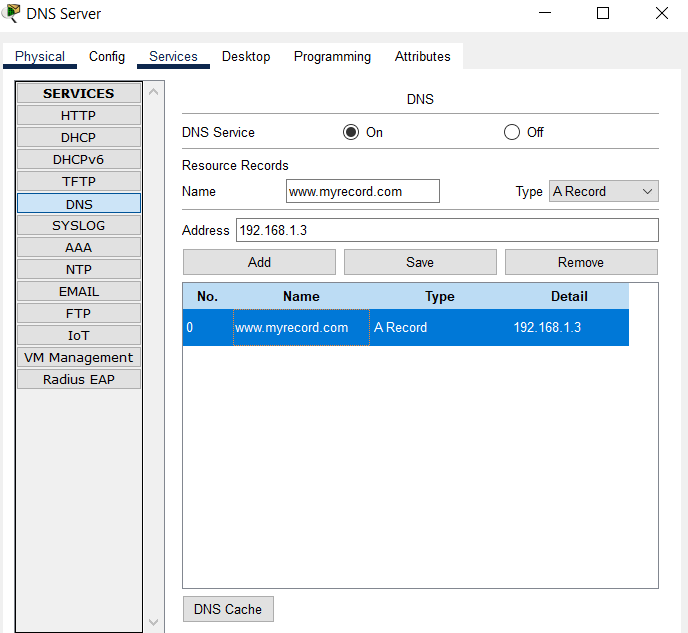 DNS Server
Physical Config Services Desktop Programming Attributes
SERVICES
HTTP
DHCP
DHCPv6
TFTP
DNS
SYSLOG
AAA
NTP
EMAIL
FTP
IoT
VM Management
Radius EAP
DNS
DNS Service On Off
Resource Records
Name www.myrecord.com Type A Record
Address 192.168.1.3
Add Save Remove
No. Name Type Detail
0 www.myrecord.com A Record 192.168.1.3
DNS Cache